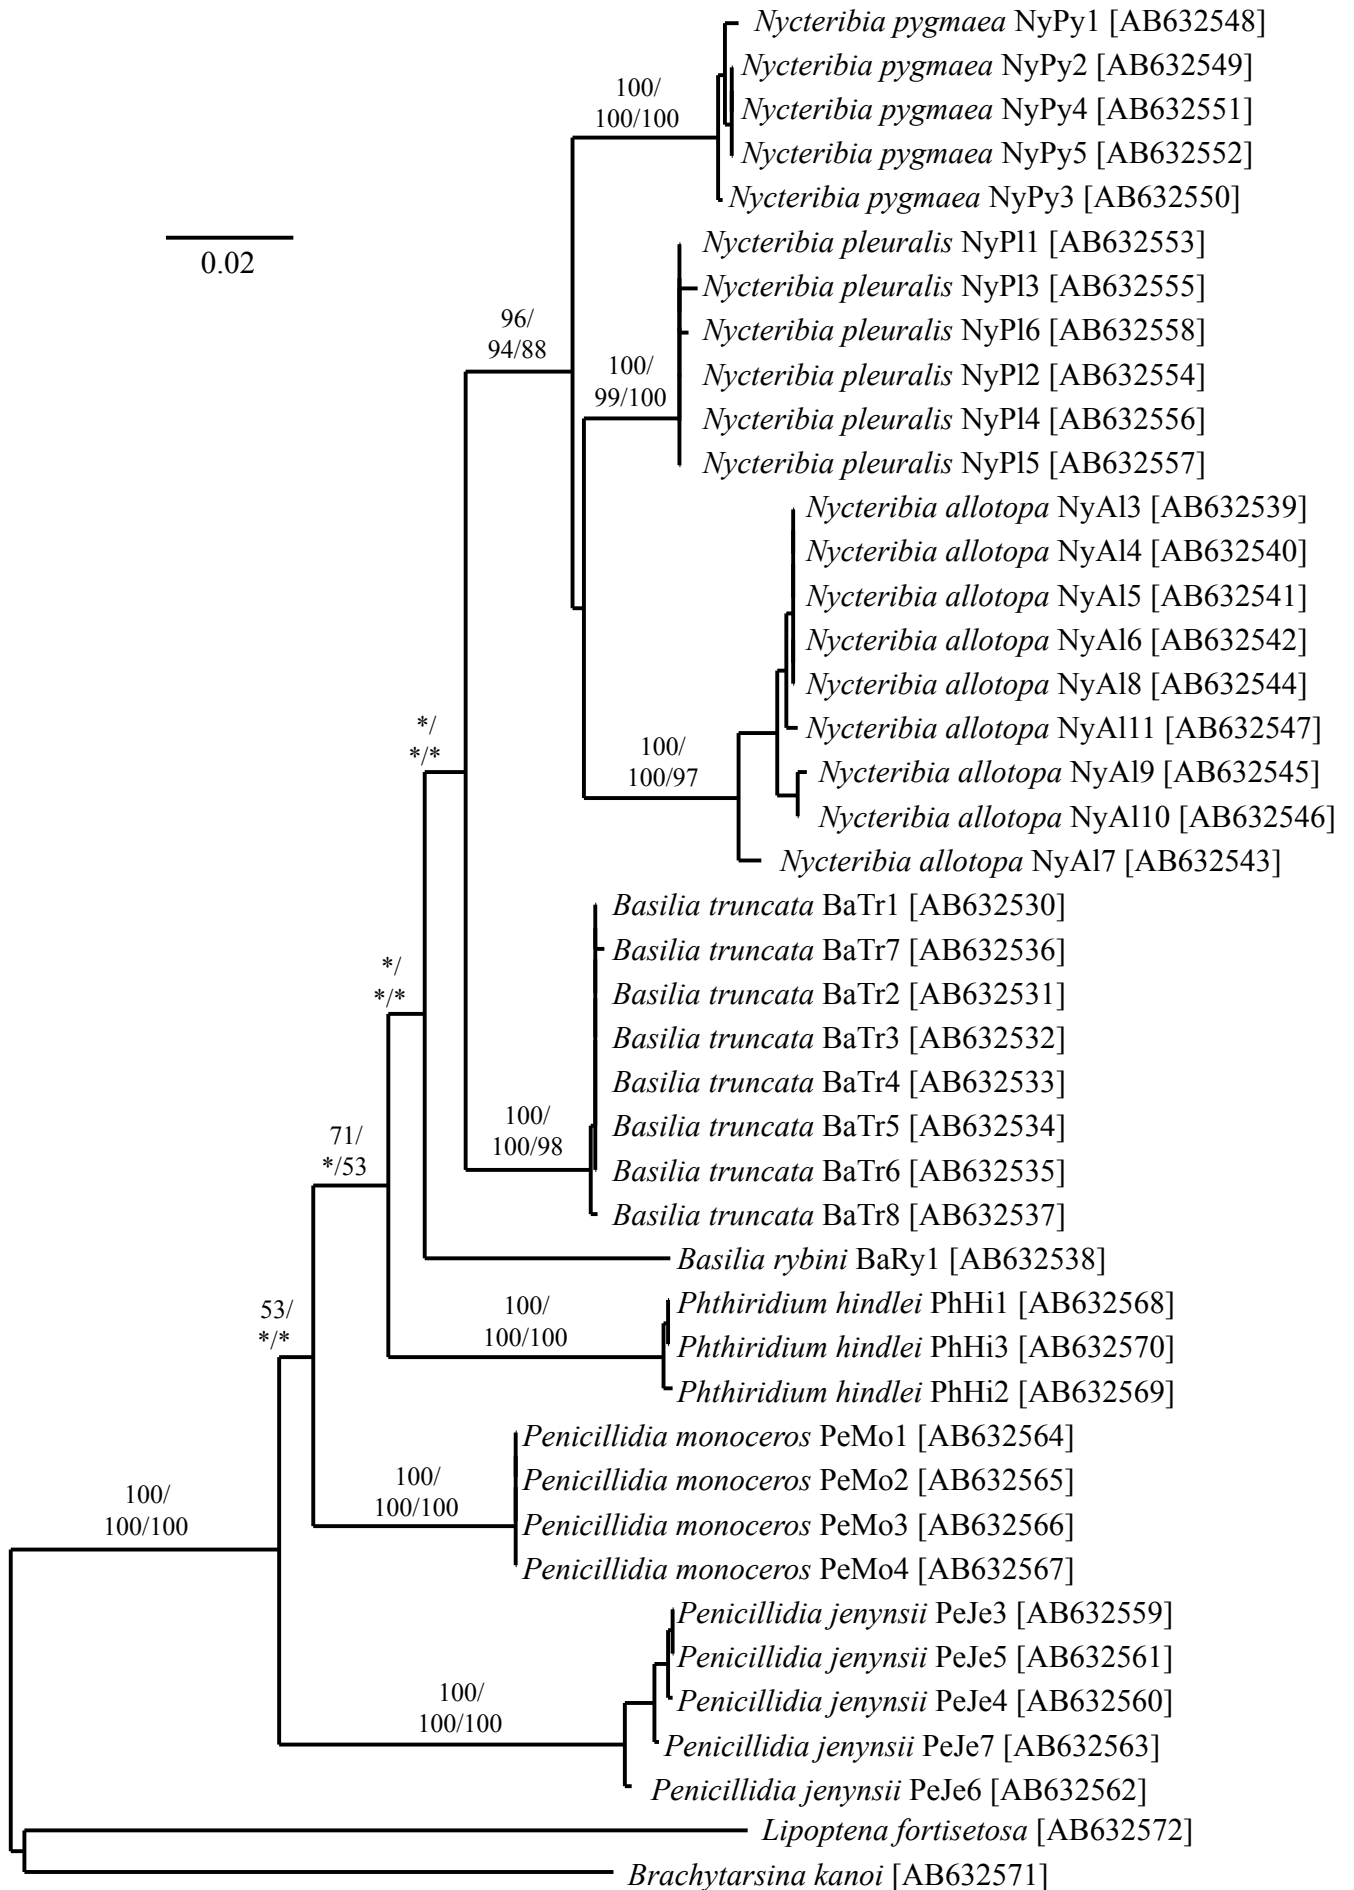 Nycteribia pygmaea NyPy1 [AB632548]
Nycteribia pygmaea NyPy2 [AB632549]
100/
100/100
Nycteribia pygmaea NyPy4 [AB632551]
Nycteribia pygmaea NyPy5 [AB632552]
Nycteribia pygmaea NyPy3 [AB632550]
0.02
Nycteribia pleuralis NyPl1 [AB632553]
Nycteribia pleuralis NyPl3 [AB632555]
96/
94/88
Nycteribia pleuralis NyPl6 [AB632558]
100/
99/100
Nycteribia pleuralis NyPl2 [AB632554]
Nycteribia pleuralis NyPl4 [AB632556]
Nycteribia pleuralis NyPl5 [AB632557]
Nycteribia allotopa NyAl3 [AB632539]
Nycteribia allotopa NyAl4 [AB632540]
Nycteribia allotopa NyAl5 [AB632541]
Nycteribia allotopa NyAl6 [AB632542]
Nycteribia allotopa NyAl8 [AB632544]
*/
*/*
Nycteribia allotopa NyAl11 [AB632547]
100/
100/97
Nycteribia allotopa NyAl9 [AB632545]
Nycteribia allotopa NyAl10 [AB632546]
Nycteribia allotopa NyAl7 [AB632543]
Basilia truncata BaTr1 [AB632530]
Basilia truncata BaTr7 [AB632536]
*/
*/*
Basilia truncata BaTr2 [AB632531]
Basilia truncata BaTr3 [AB632532]
Basilia truncata BaTr4 [AB632533]
100/
100/98
Basilia truncata BaTr5 [AB632534]
71/
*/53
Basilia truncata BaTr6 [AB632535]
Basilia truncata BaTr8 [AB632537]
Basilia rybini BaRy1 [AB632538]
53/
*/*
100/
100/100
Phthiridium hindlei PhHi1 [AB632568]
Phthiridium hindlei PhHi3 [AB632570]
Phthiridium hindlei PhHi2 [AB632569]
Penicillidia monoceros PeMo1 [AB632564]
100/
100/100
Penicillidia monoceros PeMo2 [AB632565]
100/
100/100
Penicillidia monoceros PeMo3 [AB632566]
Penicillidia monoceros PeMo4 [AB632567]
Penicillidia jenynsii PeJe3 [AB632559]
Penicillidia jenynsii PeJe5 [AB632561]
100/
100/100
Penicillidia jenynsii PeJe4 [AB632560]
Penicillidia jenynsii PeJe7 [AB632563]
Penicillidia jenynsii PeJe6 [AB632562]
Lipoptena fortisetosa [AB632572]
Brachytarsina kanoi [AB632571]